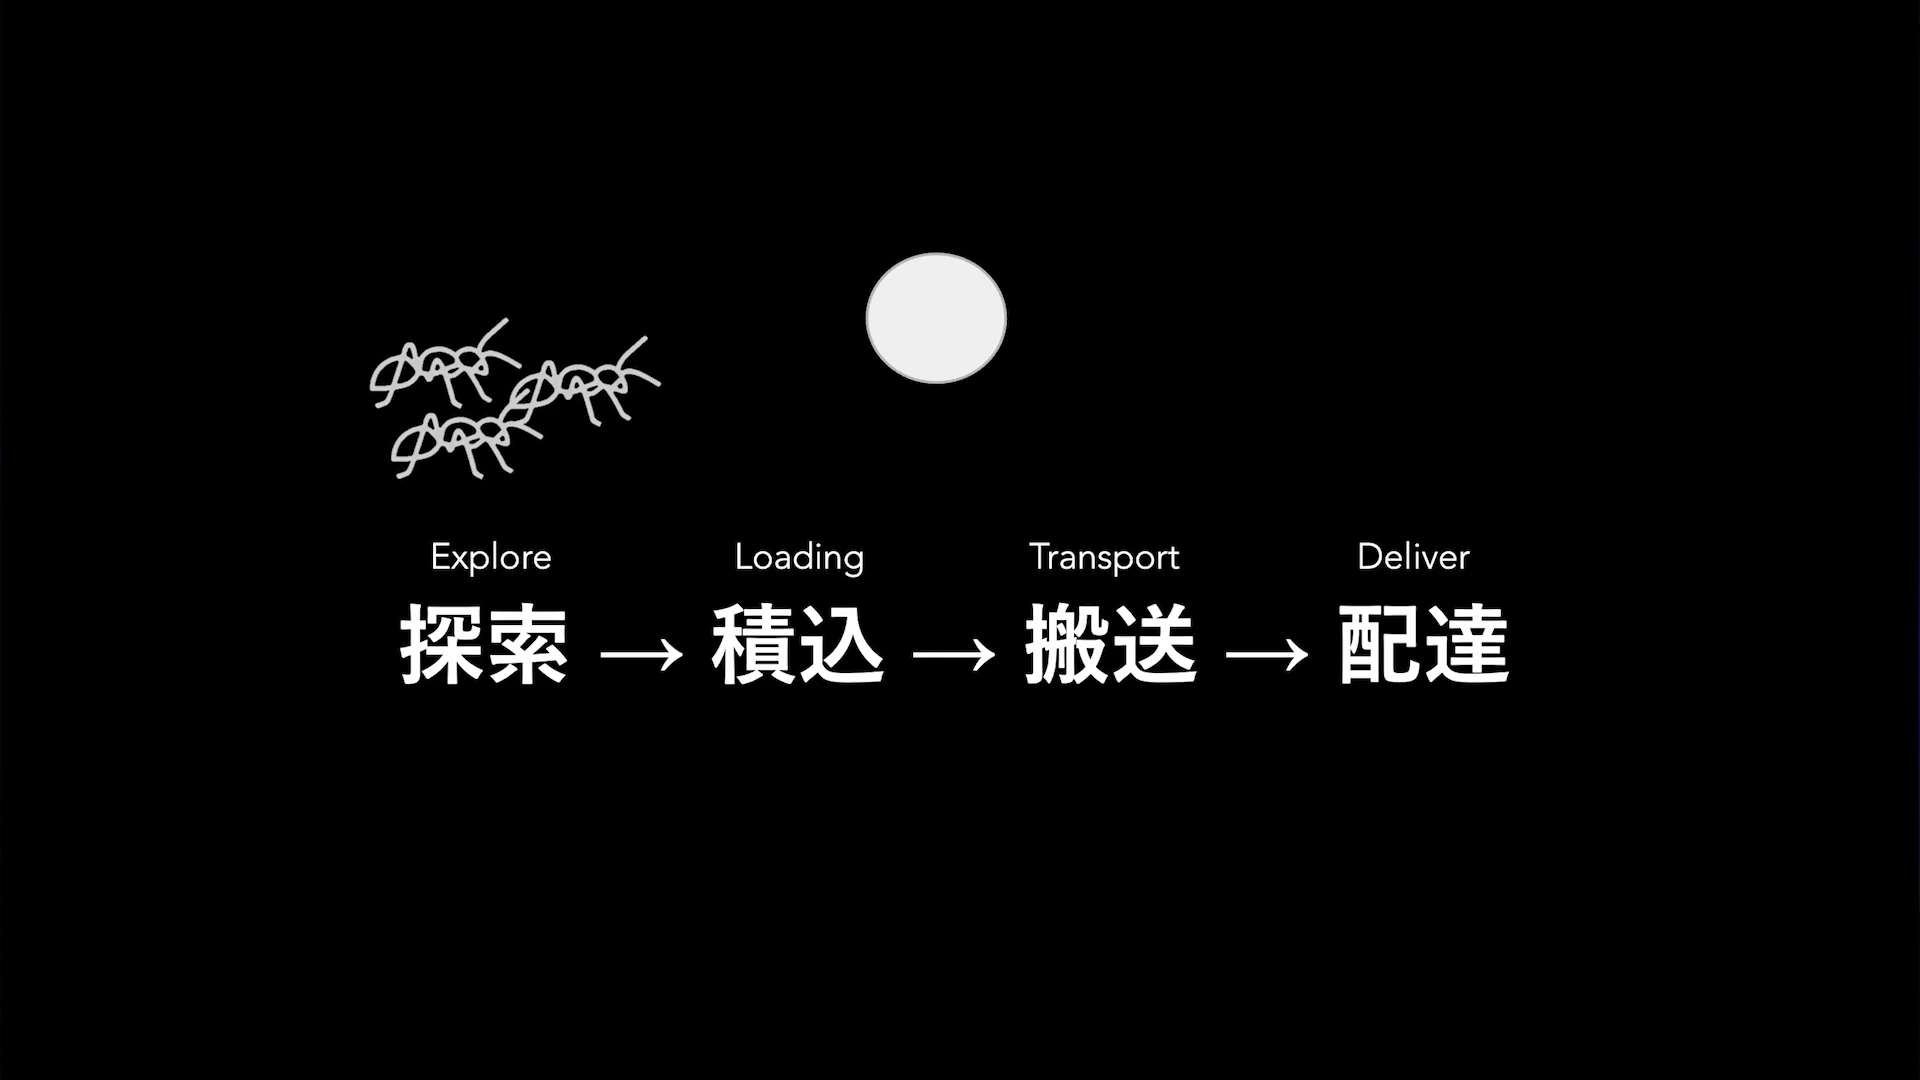 Explore Loading Transport Deliver
探索 → 積込 → 搬送 → 配達